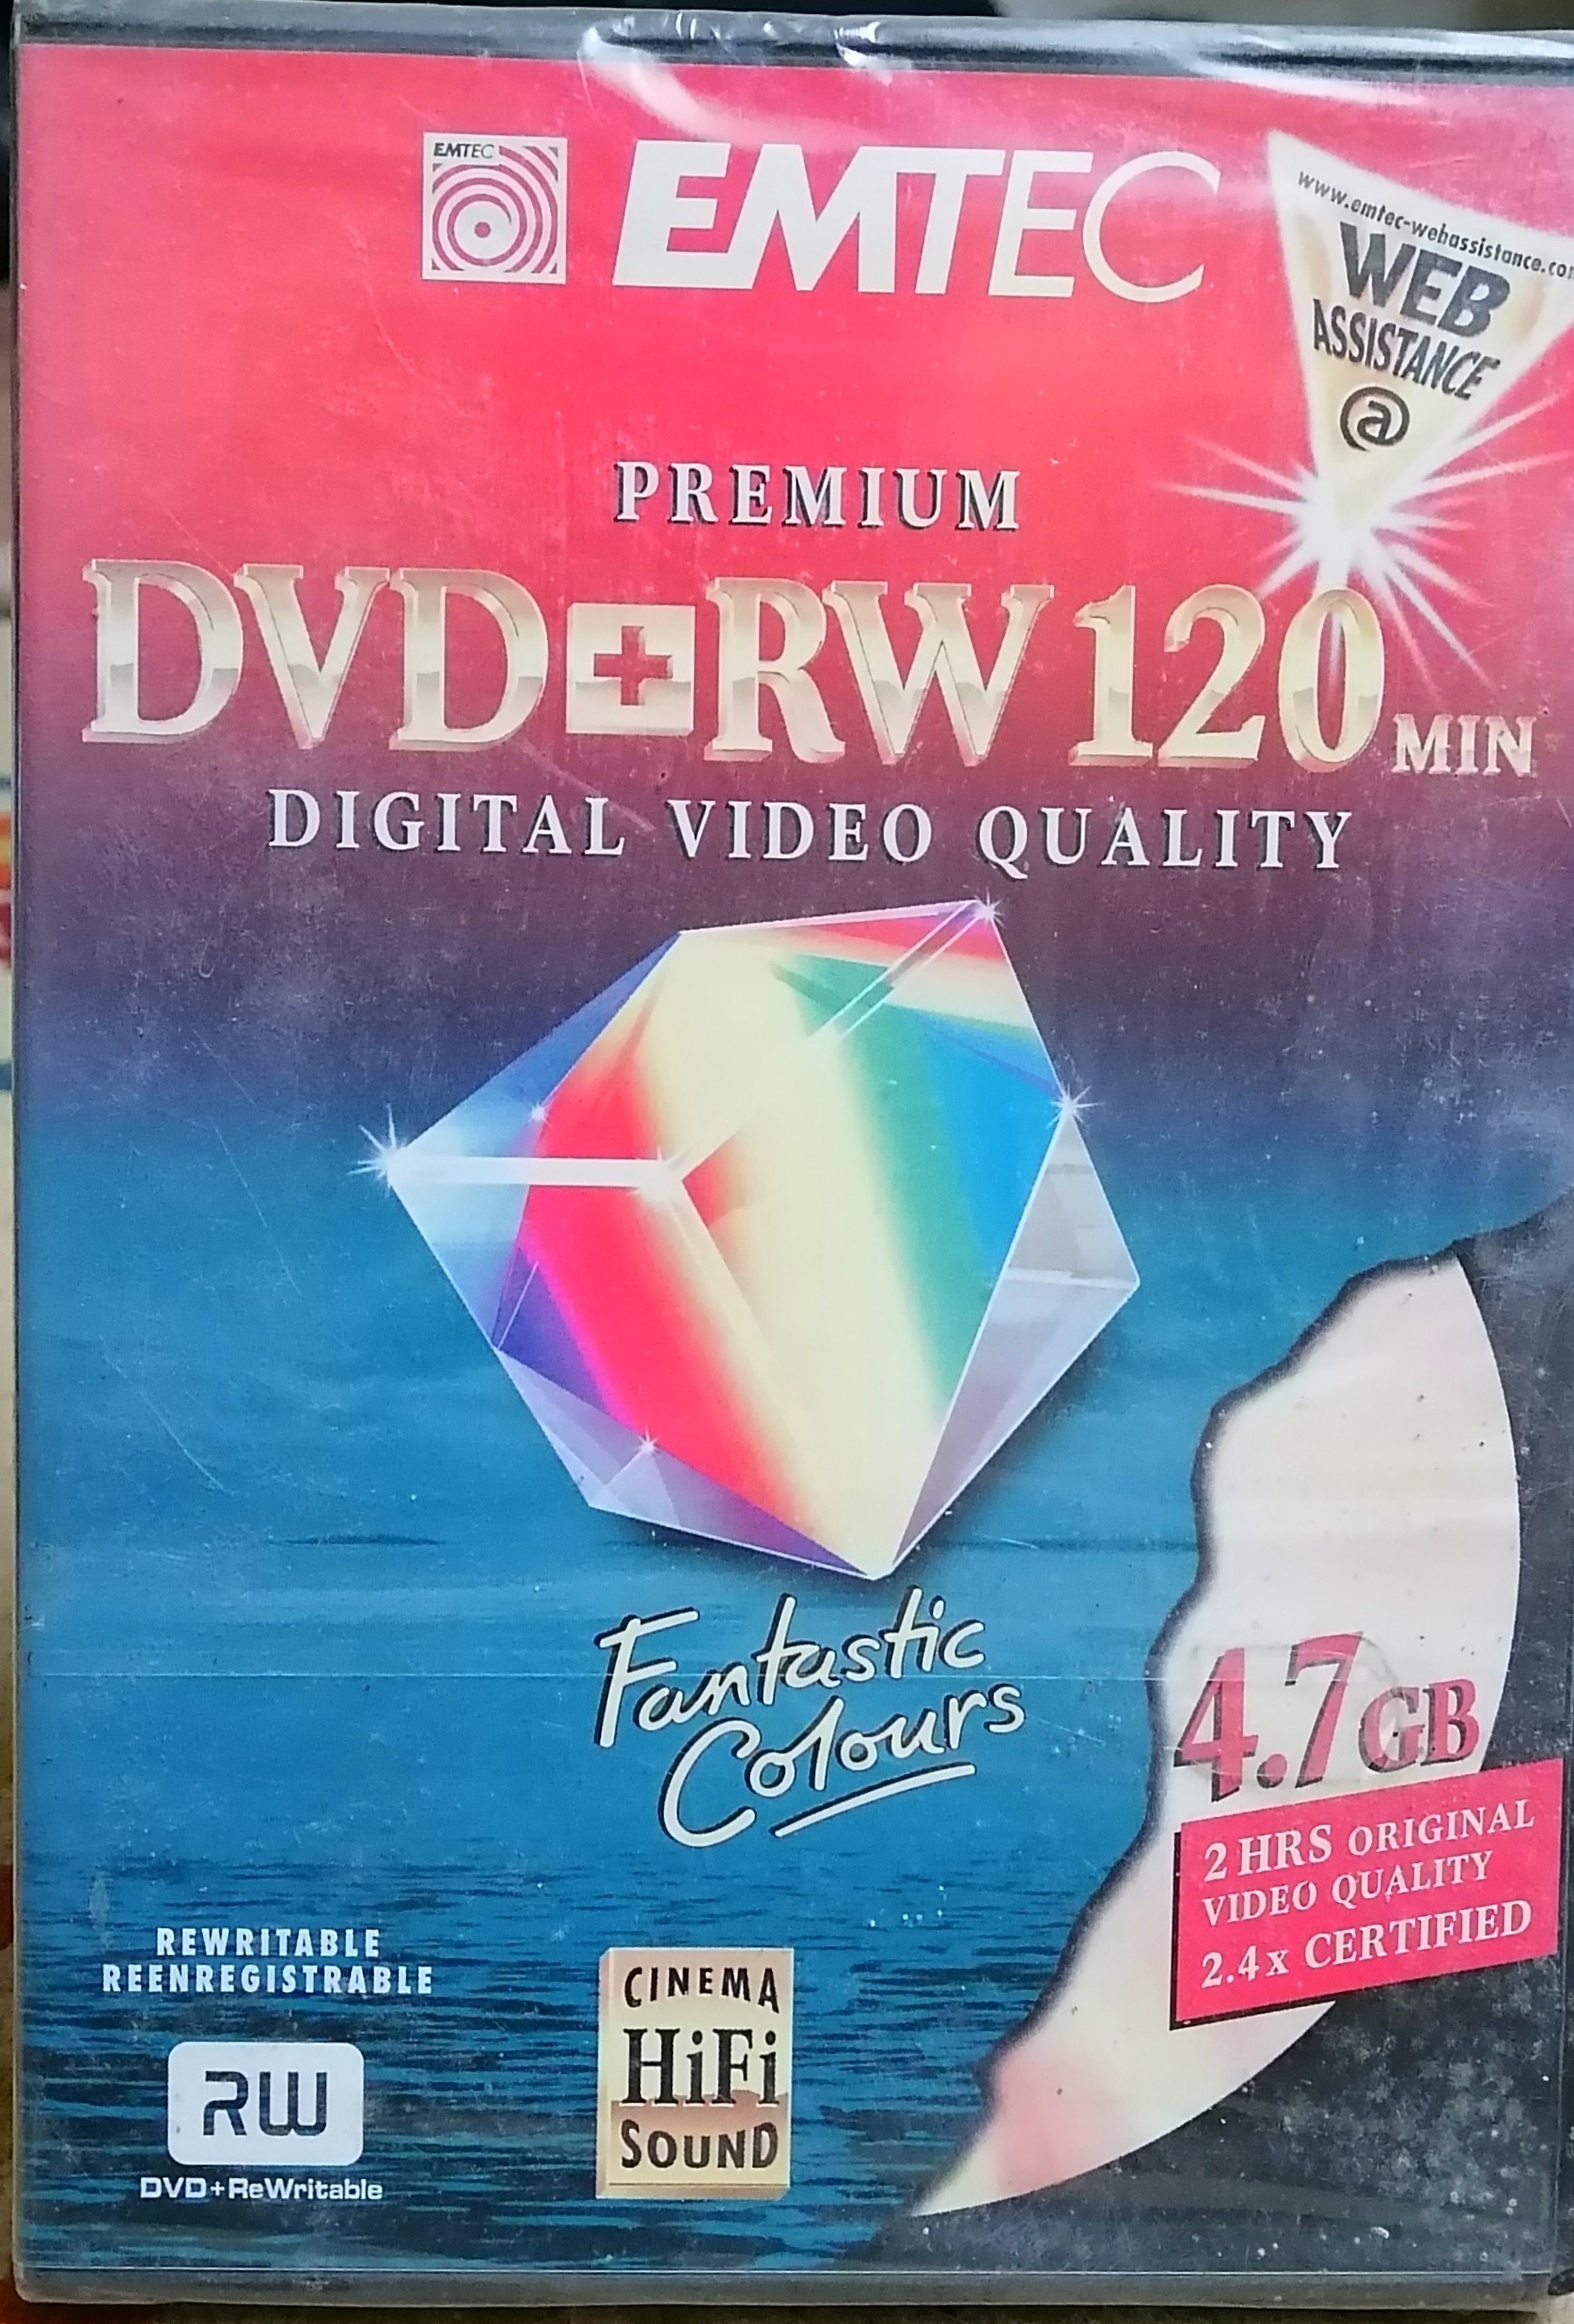 EMTEC
EMTEC
www.emtec-webassistance.com
WEB
ASSISTANCE
@
PREMIUM
DVD+RW 120 MIN
DIGITAL VIDEO QUALITY
Fantastic
Colours
4.7 GB
2 HRS ORIGINAL
VIDEO QUALITY
2.4x CERTIFIED
REWRITABLE
REENREGISTRABLE
RW
DVD+ReWritable
CINEMA
HiFi
SOUND